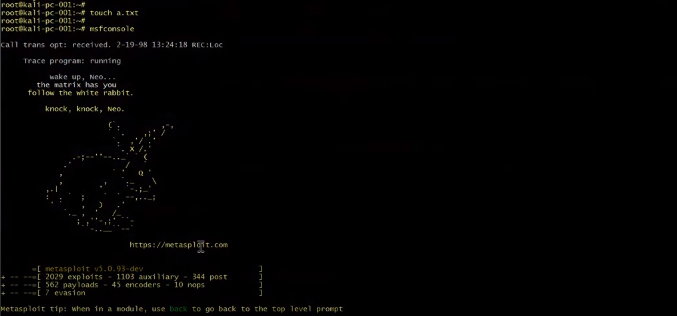 root@kali-pc-001:~#
root@kali-pc-001:~# touch a.txt
root@kali-pc-001:~#
root@kali-pc-001:~# msfconsole
Call trans opt: received. 2-19-98 13:24:18 REC:Loc
Trace program: running
wake up, Neo...
the matrix has you
follow the white rabbit.
knock, knock, Neo.
https://metasploit.com
=[ metasploit v5.0.93-dev ]
+ -- --=[ 2029 exploits - 1103 auxiliary - 344 post ]
+ -- --=[ 562 payloads - 45 encoders - 10 nops ]
+ -- --=[ 7 evasion ]
Metasploit tip: When in a module, use back to go back to the top level prompt